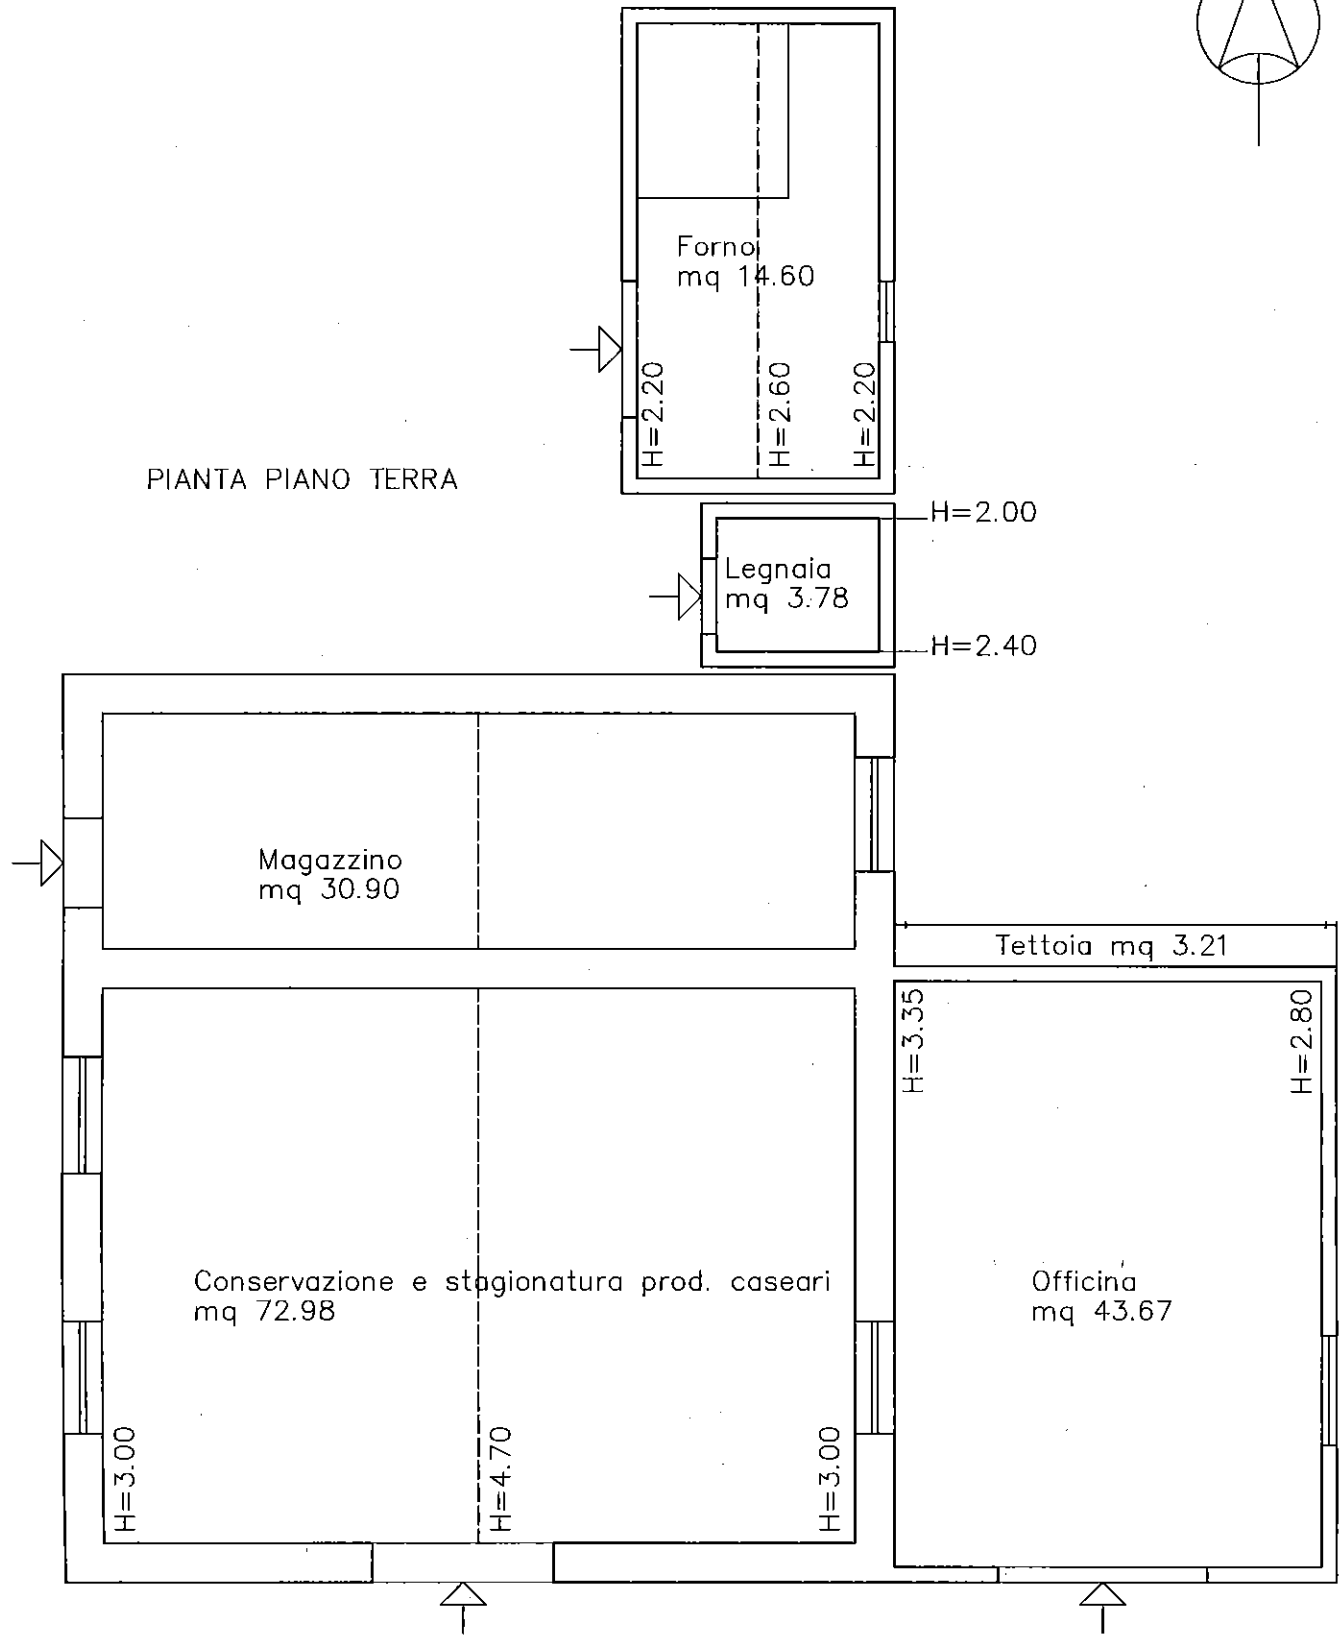 Forno
mq 14.60
H=2.20
H=2.60
H=2.20
PIANTA PIANO TERRA
H=2.00
Legnaia
mq 3.78
H=2.40
Magazzino
mq 30.90
Tettoia mq 3.21
H=3.35
H=2.80
Conservazione e stagionatura prod. caseari
mq 72.98
Officina
mq 43.67
H=3.00
H=4.70
H=3.00